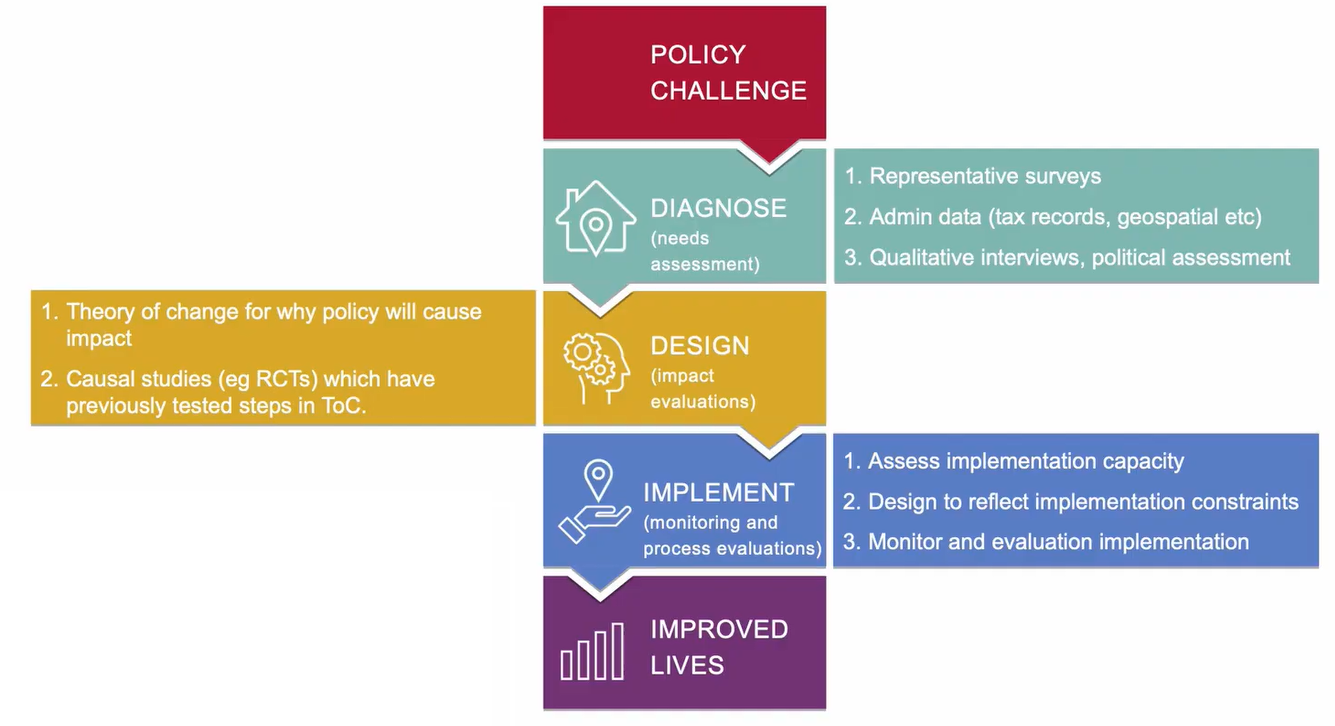 POLICY
CHALLENGE
DIAGNOSE
(needs
assessment)
1. Representative surveys
2. Admin data (tax records, geospatial etc)
3. Qualitative interviews, political assessment
1. Theory of change for why policy will cause
impact
2. Causal studies (eg RCTs) which have
previously tested steps in ToC.
DESIGN
(impact
evaluations)
IMPLEMENT
(monitoring and
process evaluations)
1. Assess implementation capacity
2. Design to reflect implementation constraints
3. Monitor and evaluation implementation
IMPROVED
LIVES